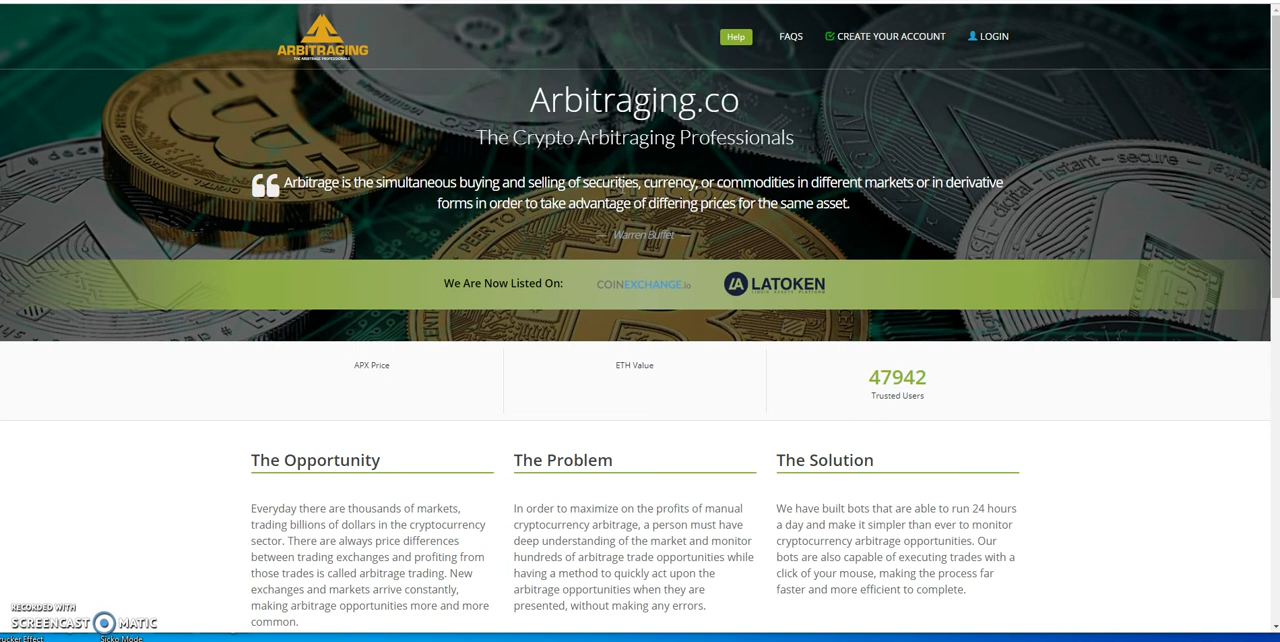 ARBITRAGING
THE ARBITRAGE PROFESSIONALS
Help
FAQS
CREATE YOUR ACCOUNT
LOGIN
Arbitraging.co
The Crypto Arbitraging Professionals
Arbitrage is the simultaneous buying and selling of securities, currency, or commodities in different markets or in derivative
forms in order to take advantage of differing prices for the same asset.
— Warren Buffet —
We Are Now Listed On:
COINEXCHANGE.io
LA LATOKEN
LIQUID ASSETS PLATFORM
APX Price
ETH Value
47942
Trusted Users
The Opportunity
Everyday there are thousands of markets,
trading billions of dollars in the cryptocurrency
sector. There are always price differences
between trading exchanges and profiting from
those trades is called arbitrage trading. New
exchanges and markets arrive constantly,
making arbitrage opportunities more and more
common.
The Problem
In order to maximize on the profits of manual
cryptocurrency arbitrage, a person must have
deep understanding of the market and monitor
hundreds of arbitrage trade opportunities while
having a method to quickly act upon the
arbitrage opportunities when they are
presented, without making any errors.
The Solution
We have built bots that are able to run 24 hours
a day and make it simpler than ever to monitor
cryptocurrency arbitrage opportunities. Our
bots are also capable of executing trades with a
click of your mouse, making the process far
faster and more efficient to complete.
RECORDED WITH
SCREENCAST MATIC
rucker Effect
Sicko Mode